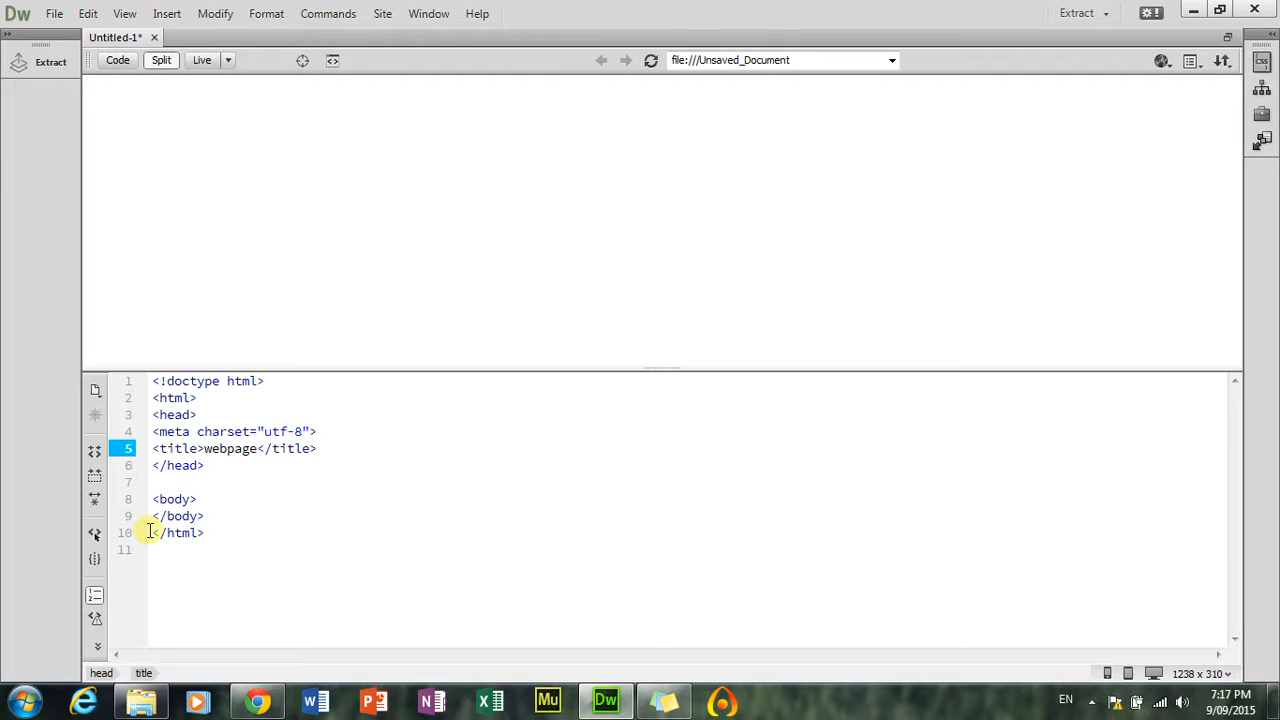 Dw File Edit View Insert Modify Format Commands Site Window Help Extract
Untitled-1*
Extract Code Split Live file:///Unsaved_Document
CSS
1 <!doctype html>
2 <html>
3 <head>
4 <meta charset="utf-8">
5 <title>webpage</title>
6 </head>
7
8 <body>
9 </body>
10 </html>
11
head title 1238 x 310
Mu Dw EN 7:17 PM
9/09/2015